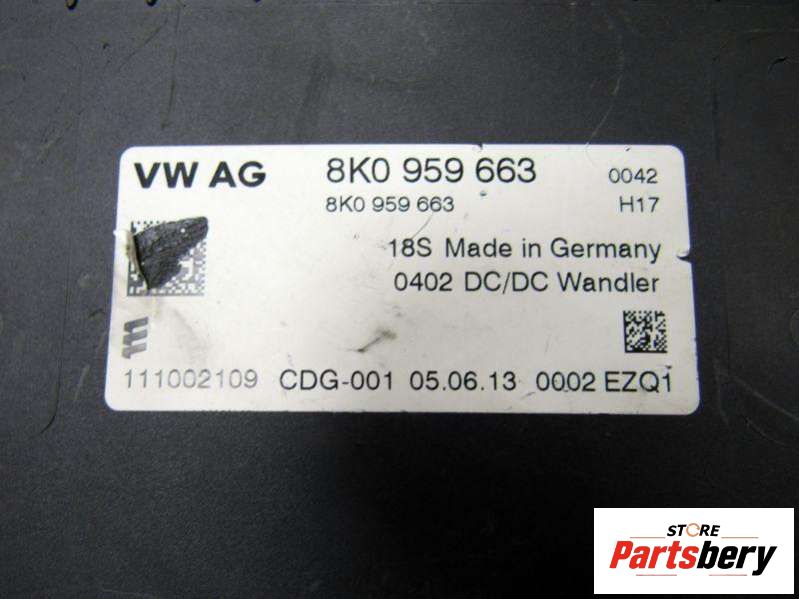 VW AG 8K0 959 663 0042
8K0 959 663 H17
18S Made in Germany
0402 DC/DC Wandler
111002109 CDG-001 05.06.13 0002 EZQ1
STORE
Partsbery